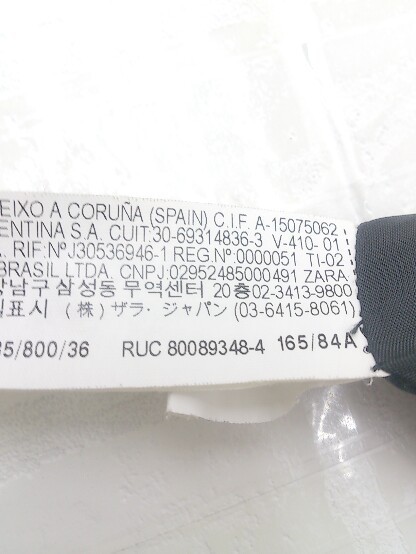 EIXO A CORUÑA (SPAIN) C.I.F. A-15075062
ENTINA S.A. CUIT:30-69314836-3 V-410- 01
. RIF:NºJ30536946-1 REG.Nº0000051 TI-02
BRASIL LTDA. CNPJ:02952485000491 ZARA
강남구 삼성동 무역센터 20층02-3413-9800
표시 (株) ザラ・ジャパン (03-6415-8061)
35/800/36 RUC 80089348-4 165/84A